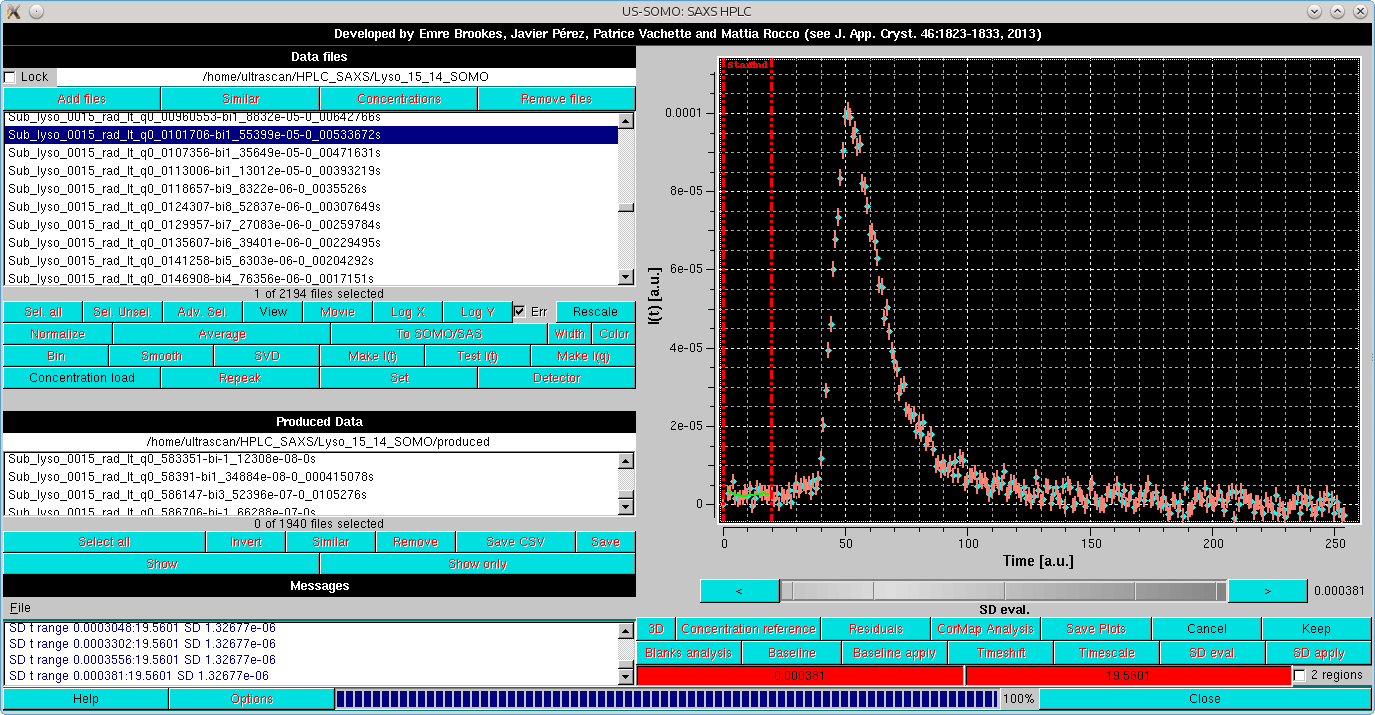 US-SOMO: SAXS HPLC
Developed by Emre Brookes, Javier Pérez, Patrice Vachette and Mattia Rocco (see J. App. Cryst. 46:1823-1833, 2013)
Data files
Lock /home/ultrascan/HPLC_SAXS/Lyso_15_14_SOMO
Add files Similar Concentrations Remove files
Sub_lyso_0015_rad_lt_q0_00960553-bi1_8832e-05-0_00642766s
Sub_lyso_0015_rad_lt_q0_0101706-bi1_55399e-05-0_00533672s
Sub_lyso_0015_rad_lt_q0_0107356-bi1_35649e-05-0_00471631s
Sub_lyso_0015_rad_lt_q0_0113006-bi1_13012e-05-0_00393219s
Sub_lyso_0015_rad_lt_q0_0118657-bi9_8322e-06-0_0035526s
Sub_lyso_0015_rad_lt_q0_0124307-bi8_52837e-06-0_00307649s
Sub_lyso_0015_rad_lt_q0_0129957-bi7_27083e-06-0_00259784s
Sub_lyso_0015_rad_lt_q0_0135607-bi6_39401e-06-0_00229495s
Sub_lyso_0015_rad_lt_q0_0141258-bi5_6303e-06-0_00204292s
Sub_lyso_0015_rad_lt_q0_0146908-bi4_76356e-06-0_0017151s
1 of 2194 files selected
Sel. all Sel. Unsel. Adv. Sel. View Movie Log X Log Y Err Rescale
Normalize Average To SOMO/SAS Width Color
Bin Smooth SVD Make I(t) Test I(t) Make I(q)
Concentration load Repeak Set Detector
Produced Data
/home/ultrascan/HPLC_SAXS/Lyso_15_14_SOMO/produced
Sub_lyso_0015_rad_lt_q0_583351-bi-1_12308e-08-0s
Sub_lyso_0015_rad_lt_q0_58391-bi1_34884e-08-0_000415078s
Sub_lyso_0015_rad_lt_q0_586147-bi3_52396e-07-0_0105276s
Sub_lyso_0015_rad_lt_q0_586706-bi-1_66288e-07-0s
0 of 1940 files selected
Select all Invert Similar Remove Save CSV Save
Show Show only
Messages
File
SD t range 0.0003048:19.5601 SD 1.32677e-06
SD t range 0.0003302:19.5601 SD 1.32677e-06
SD t range 0.0003556:19.5601 SD 1.32677e-06
SD t range 0.000381:19.5601 SD 1.32677e-06
Help Options 100% Close
0.0001
8e-05
6e-05
4e-05
2e-05
0
I(t) [a.u.]
0 50 100 150 200 250
Time [a.u.]
< > 0.000381
SD eval.
3D Concentration reference Residuals CorMap Analysis Save Plots Cancel Keep
Blanks analysis Baseline Baseline apply Timeshift Timescale SD eval. SD apply
0.000381 19.5601 2 regions